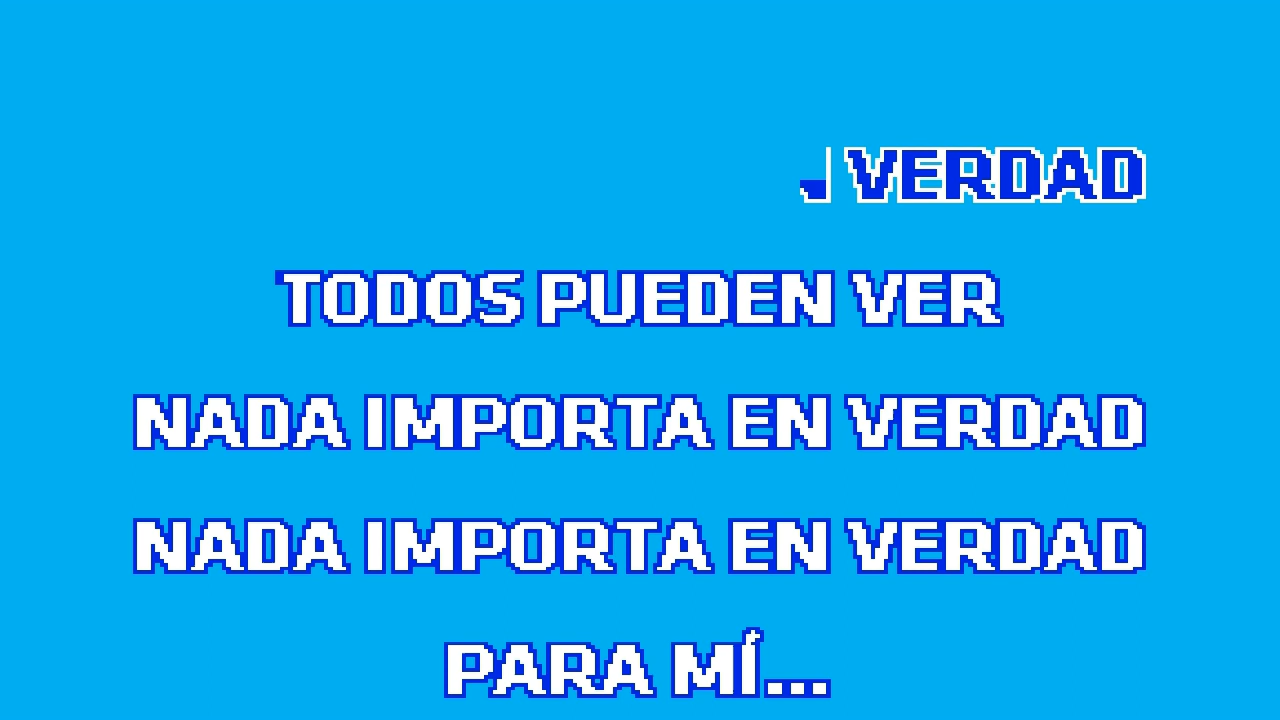 VERDAD
TODOS PUEDEN VER
NADA IMPORTA EN VERDAD
NADA IMPORTA EN VERDAD
PARA MÍ...